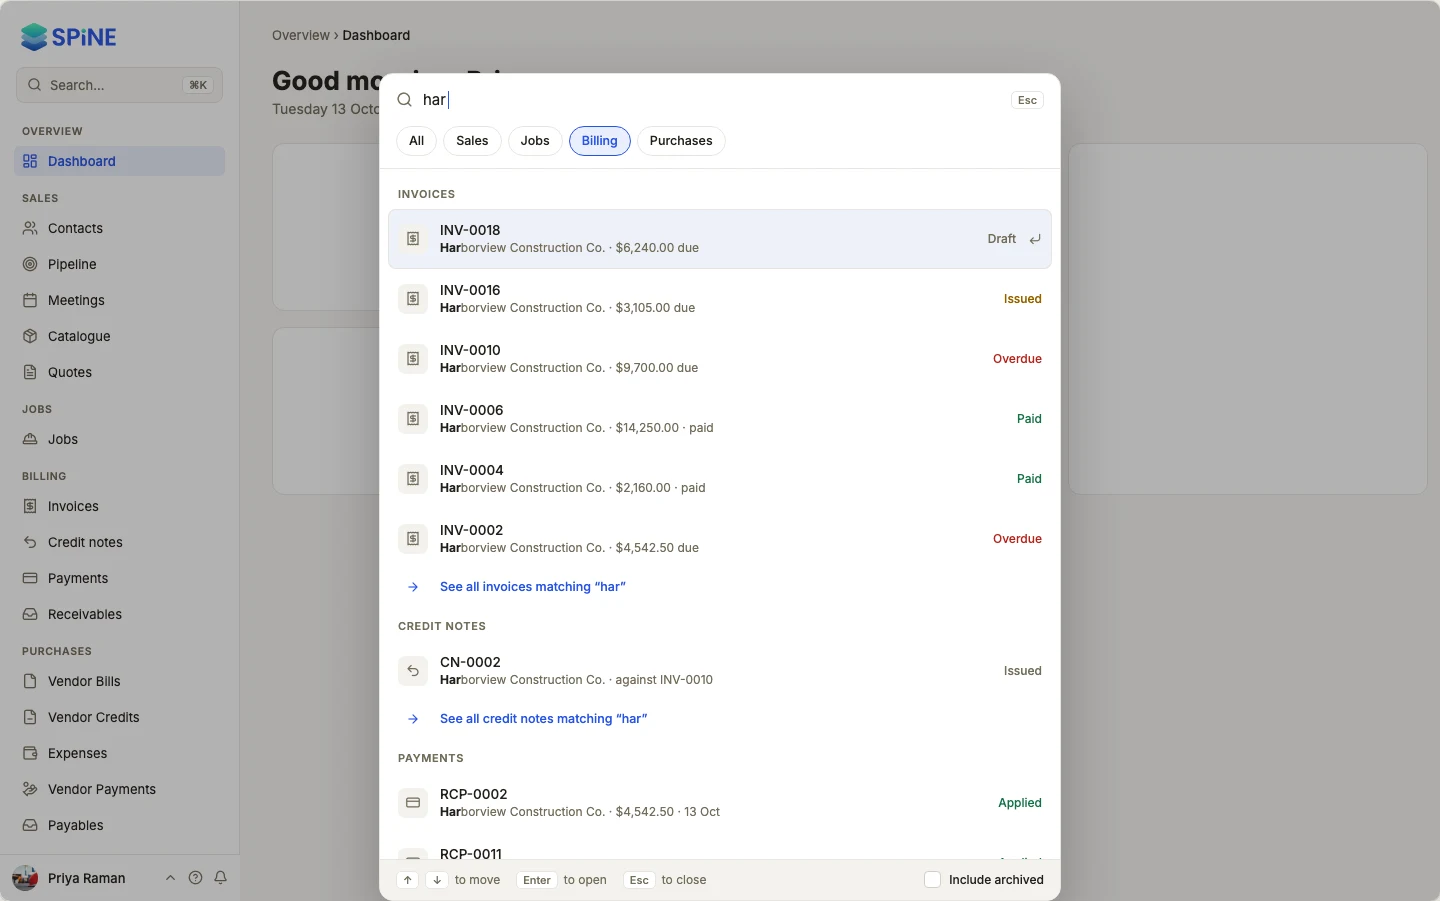 SPiNE
Search...
⌘K
OVERVIEW
Dashboard
SALES
Contacts
Pipeline
Meetings
Catalogue
Quotes
JOBS
Jobs
BILLING
Invoices
Credit notes
Payments
Receivables
PURCHASES
Vendor Bills
Vendor Credits
Expenses
Vendor Payments
Payables
Priya Raman
Overview › Dashboard
Good
Tuesday 13
har
Esc
All
Sales
Jobs
Billing
Purchases
INVOICES
INV-0018
Harborview Construction Co. · $6,240.00 due
Draft
INV-0016
Harborview Construction Co. · $3,105.00 due
Issued
INV-0010
Harborview Construction Co. · $9,700.00 due
Overdue
INV-0006
Harborview Construction Co. · $14,250.00 · paid
Paid
INV-0004
Harborview Construction Co. · $2,160.00 · paid
Paid
INV-0002
Harborview Construction Co. · $4,542.50 due
Overdue
See all invoices matching “har”
CREDIT NOTES
CN-0002
Harborview Construction Co. · against INV-0010
Issued
See all credit notes matching “har”
PAYMENTS
RCP-0002
Harborview Construction Co. · $4,542.50 · 13 Oct
Applied
RCP-0011
↑ ↓ to move
Enter to open
Esc to close
Include archived